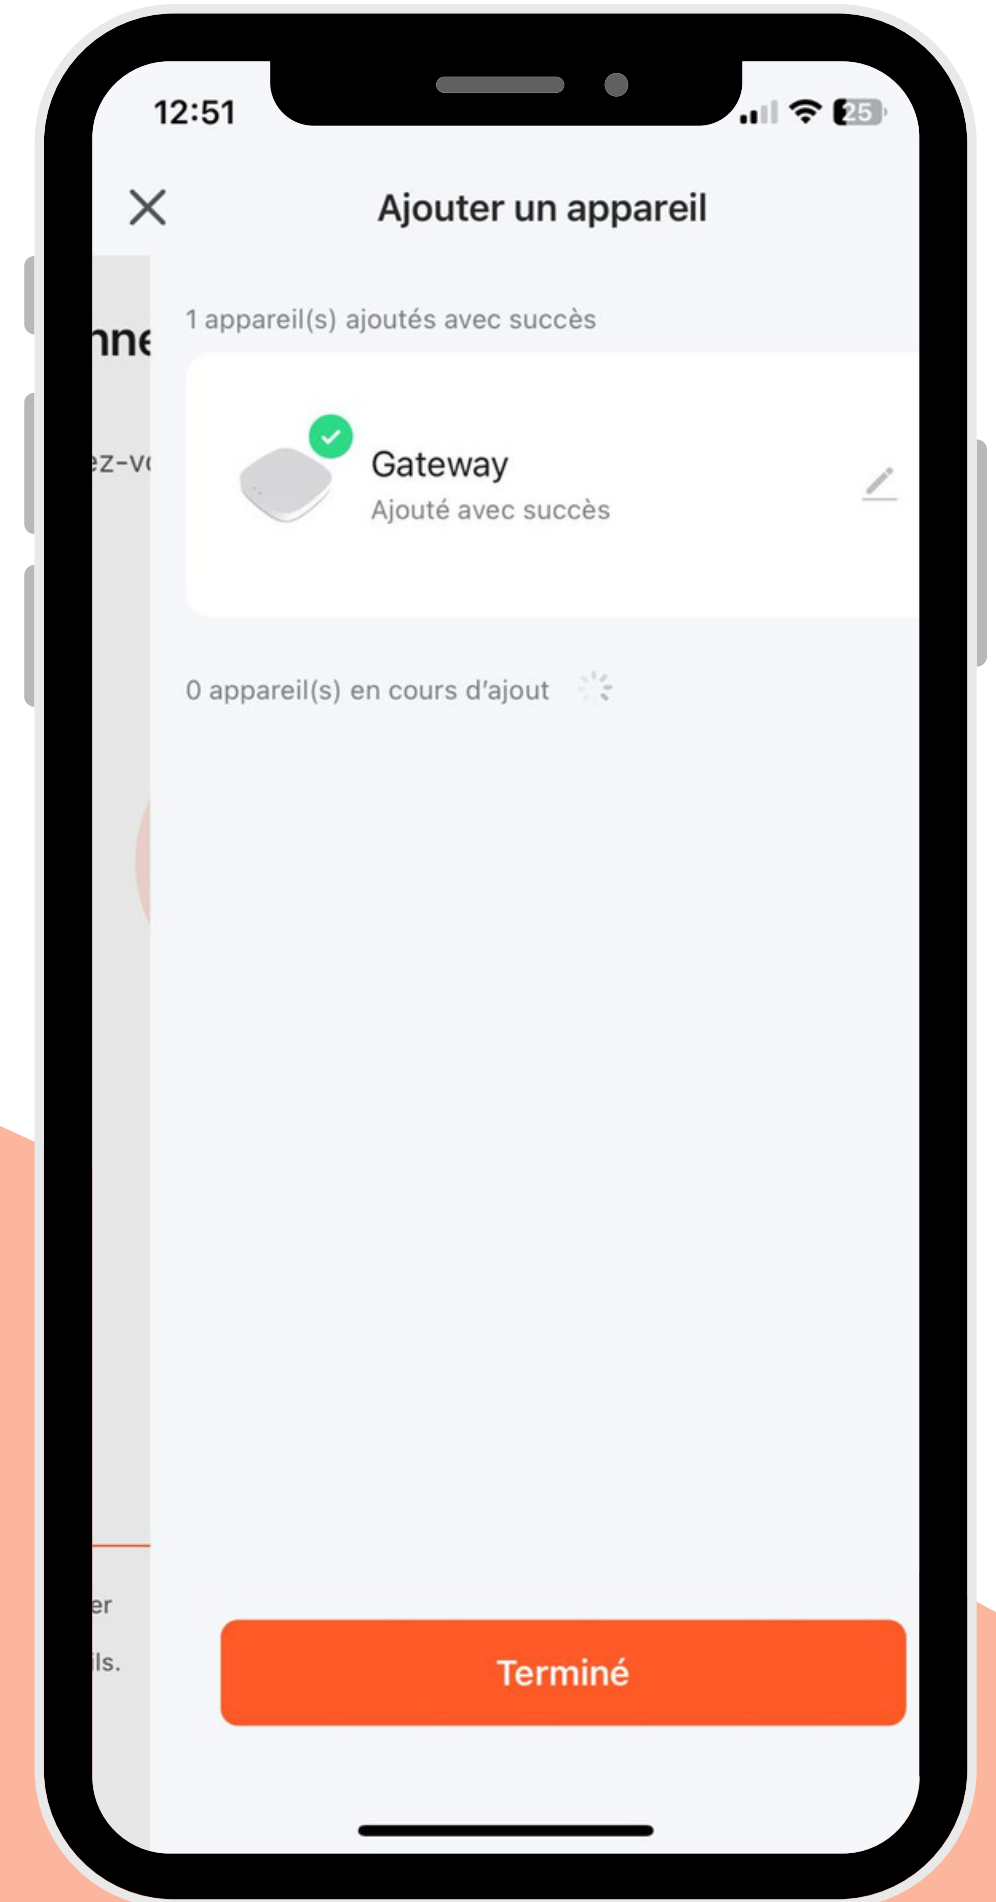 12:51
25
Ajouter un appareil
1 appareil(s) ajoutés avec succès
Gateway
Ajouté avec succès
0 appareil(s) en cours d’ajout
Terminé